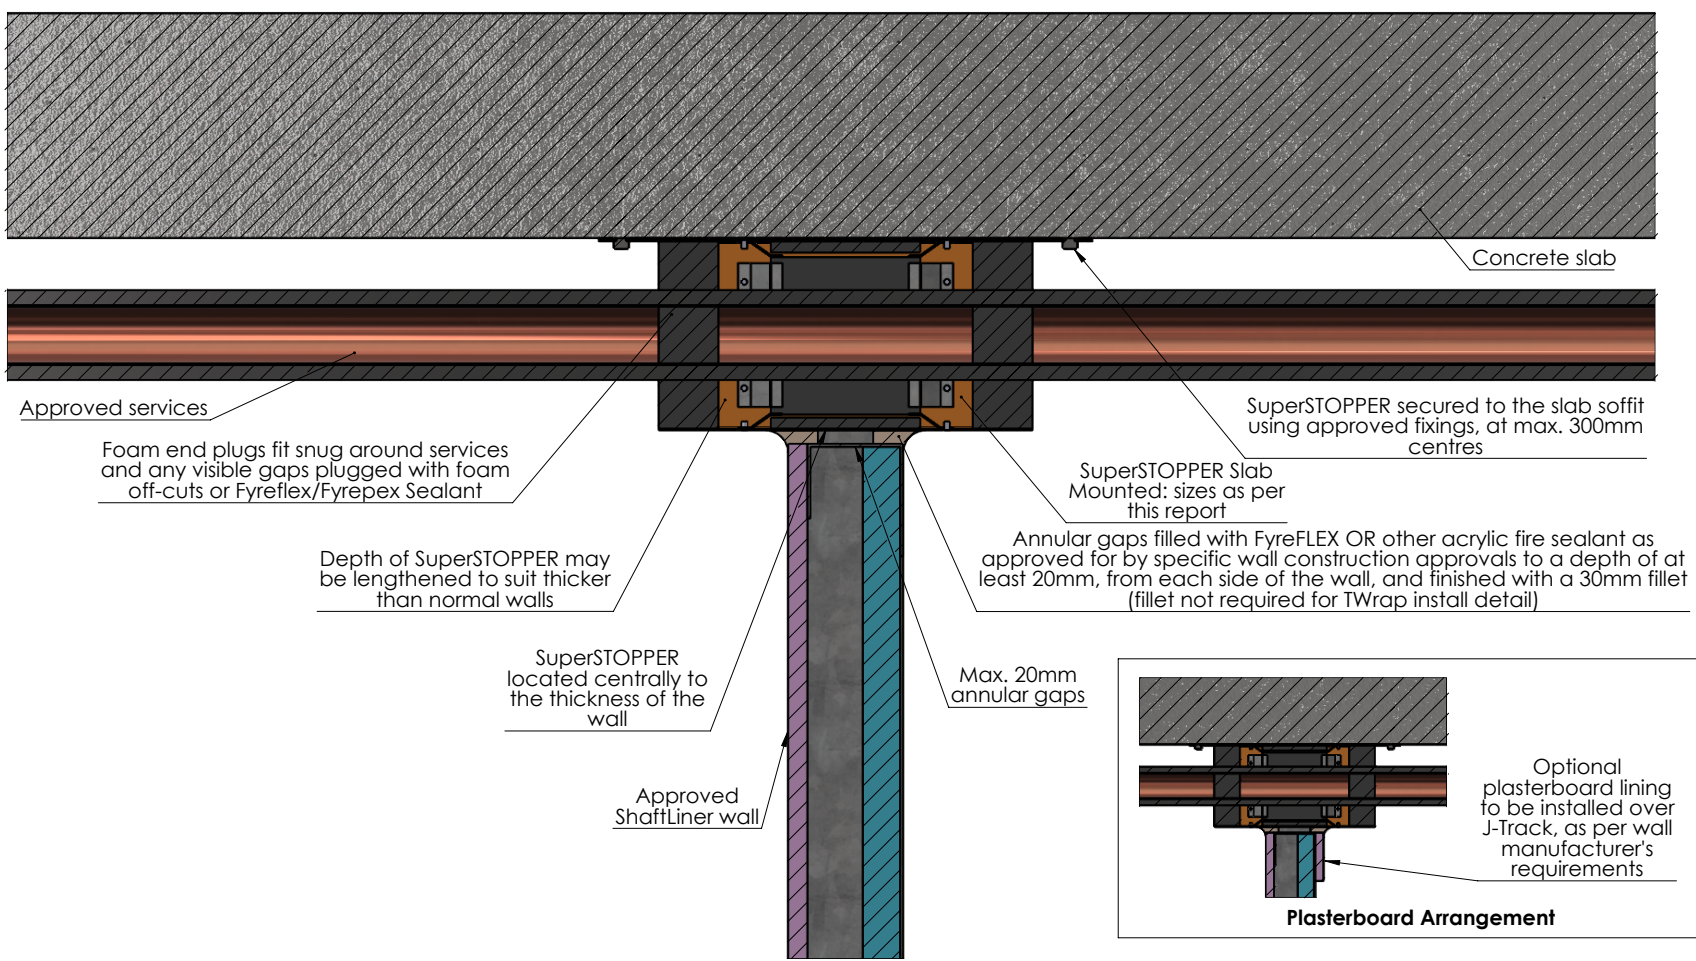 Concrete slab
Approved services
Foam end plugs fit snug around services
and any visible gaps plugged with foam
off-cuts or Fyreflex/Fyrepex Sealant
SuperSTOPPER secured to the slab soffit
using approved fixings, at max. 300mm
centres
SuperSTOPPER Slab
Mounted: sizes as per
this report
Depth of SuperSTOPPER may
be lengthened to suit thicker
than normal walls
Annular gaps filled with FyreFLEX OR other acrylic fire sealant as
approved for by specific wall construction approvals to a depth of at
least 20mm, from each side of the wall, and finished with a 30mm fillet
(fillet not required for TWrap install detail)
SuperSTOPPER
located centrally to
the thickness of the
wall
Max. 20mm
annular gaps
Approved
ShaftLiner wall
Optional
plasterboard lining
to be installed over
J-Track, as per wall
manufacturer's
requirements
Plasterboard Arrangement